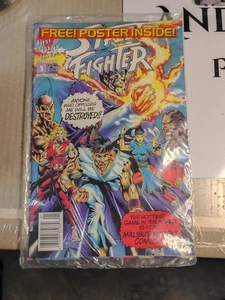 FREE! POSTER INSIDE!
STREET
FIGHTER
ANYONE
WHO OPPOSES
ME WILL BE
DESTROYED!!
THE HOTTEST
GAME IN THE WORLD
IS NOW
MALIBU'S
COMIC
AND
P